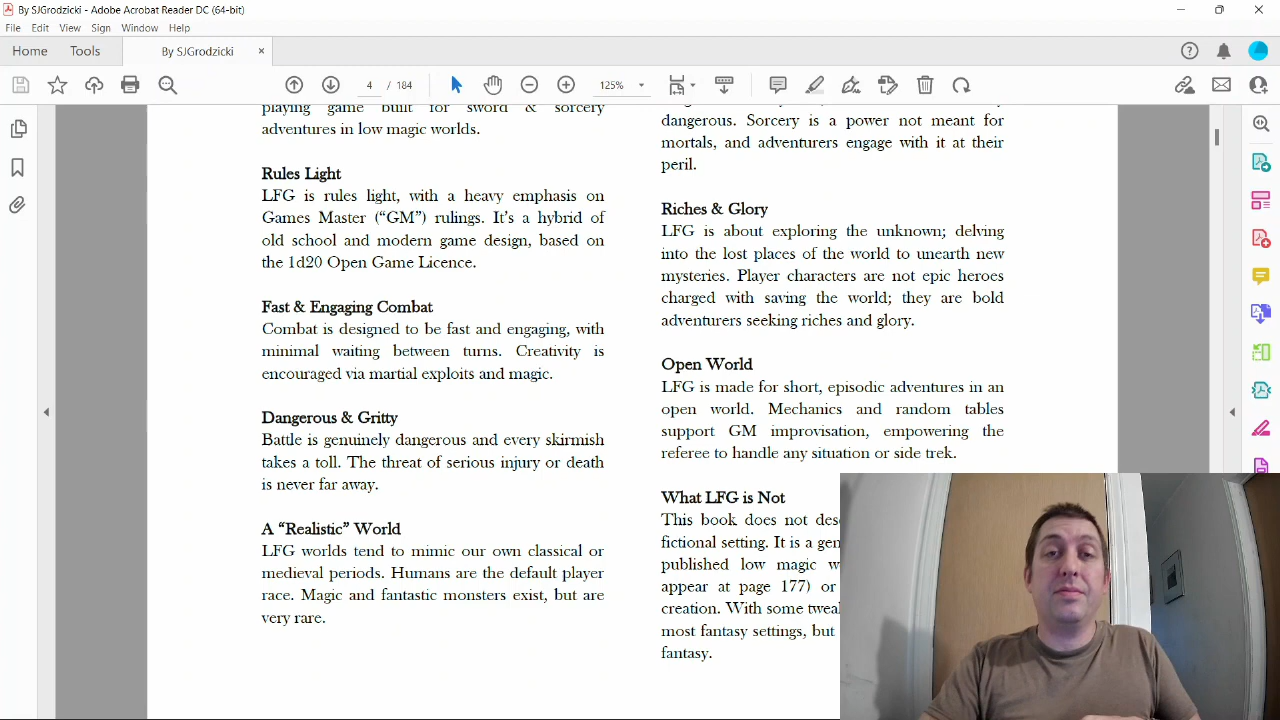 By SJGrodzicki - Adobe Acrobat Reader DC (64-bit)
File Edit View Sign Window Help
Home Tools By SJGrodzicki ×
4 / 184 125%
playing game built for sword & sorcery
adventures in low magic worlds.
Rules Light
LFG is rules light, with a heavy emphasis on
Games Master (“GM”) rulings. It’s a hybrid of
old school and modern game design, based on
the 1d20 Open Game Licence.
Fast & Engaging Combat
Combat is designed to be fast and engaging, with
minimal waiting between turns. Creativity is
encouraged via martial exploits and magic.
Dangerous & Gritty
Battle is genuinely dangerous and every skirmish
takes a toll. The threat of serious injury or death
is never far away.
A “Realistic” World
LFG worlds tend to mimic our own classical or
medieval periods. Humans are the default player
race. Magic and fantastic monsters exist, but are
very rare.
dangerous. Sorcery is a power not meant for
mortals, and adventurers engage with it at their
peril.
Riches & Glory
LFG is about exploring the unknown; delving
into the lost places of the world to unearth new
mysteries. Player characters are not epic heroes
charged with saving the world; they are bold
adventurers seeking riches and glory.
Open World
LFG is made for short, episodic adventures in an
open world. Mechanics and random tables
support GM improvisation, empowering the
referee to handle any situation or side trek.
What LFG is Not
This book does not des
fictional setting. It is a gen
published low magic w
appear at page 177) or
creation. With some tweal
most fantasy settings, but
fantasy.